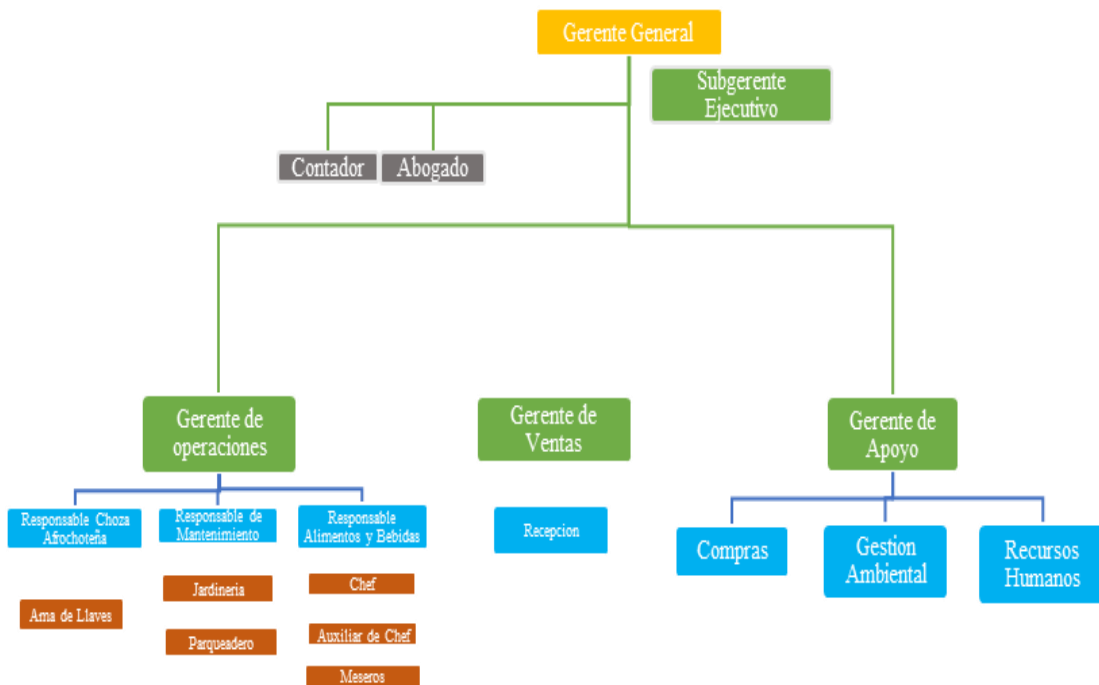 Gerente General
Subgerente
Ejecutivo
Contador
Abogado
Gerente de
operaciones
Gerente de
Ventas
Gerente de
Apoyo
Responsable Choza
Afrochoteña
Responsable de
Mantenimiento
Responsable
Alimentos y Bebidas
Recepcion
Compras
Gestion
Ambiental
Recursos
Humanos
Ama de Llaves
Jardineria
Parqueadero
Chef
Auxiliar de Chef
Meseros